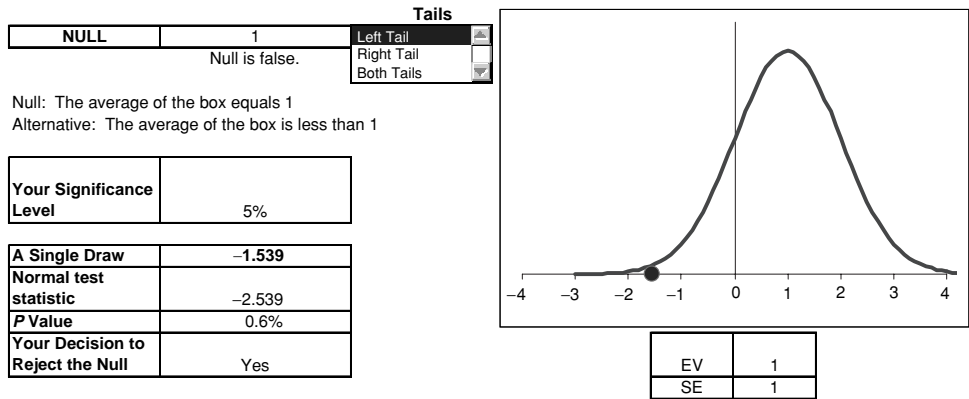 Tails
NULL 1 Left Tail
Null is false. Right Tail
Both Tails
Null: The average of the box equals 1
Alternative: The average of the box is less than 1
Your Significance
Level 5%
A Single Draw −1.539
Normal test
statistic −2.539
P Value 0.6%
Your Decision to
Reject the Null Yes
−4 −3 −2 −1 0 1 2 3 4
EV 1
SE 1